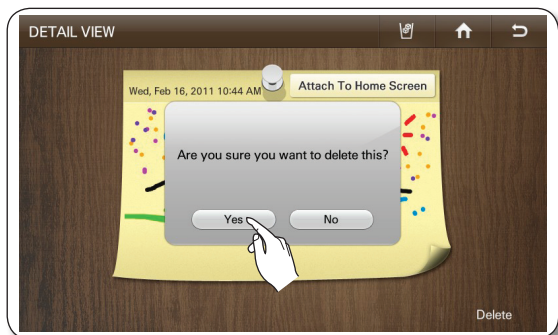 DETAIL VIEW
Wed, Feb 16, 2011 10:44 AM
Attach To Home Screen
Are you sure you want to delete this?
Yes
No
Delete